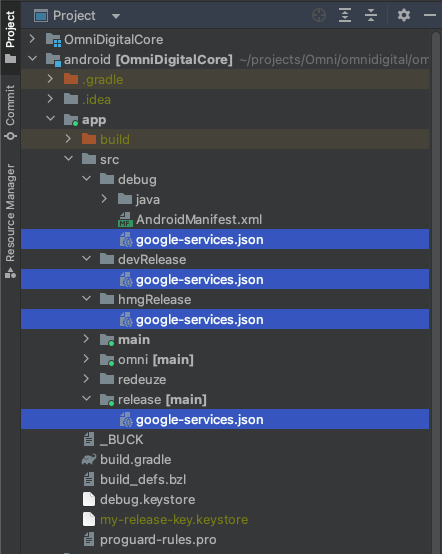 Project
OmniDigitalCore
android [OmniDigitalCore] ~/projects/Omni/omnidigital/om
.gradle
.idea
app
build
src
debug
java
MF AndroidManifest.xml
google-services.json
devRelease
google-services.json
hmgRelease
google-services.json
main
omni [main]
redeuze
release [main]
google-services.json
_BUCK
build.gradle
build_defs.bzl
debug.keystore
my-release-key.keystore
proguard-rules.pro
Project
Commit
Resource Manager